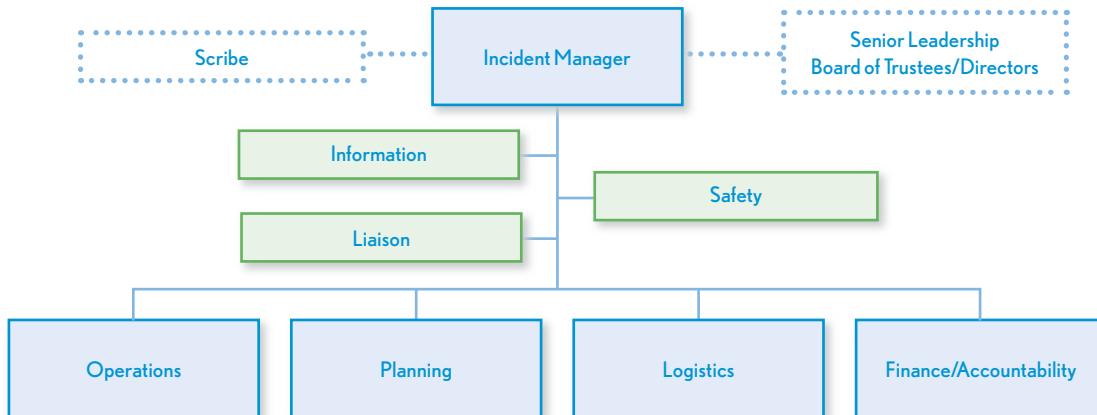 Scribe
Incident Manager
Senior Leadership
Board of Trustees/Directors
Information
Safety
Liaison
Operations
Planning
Logistics
Finance/Accountability